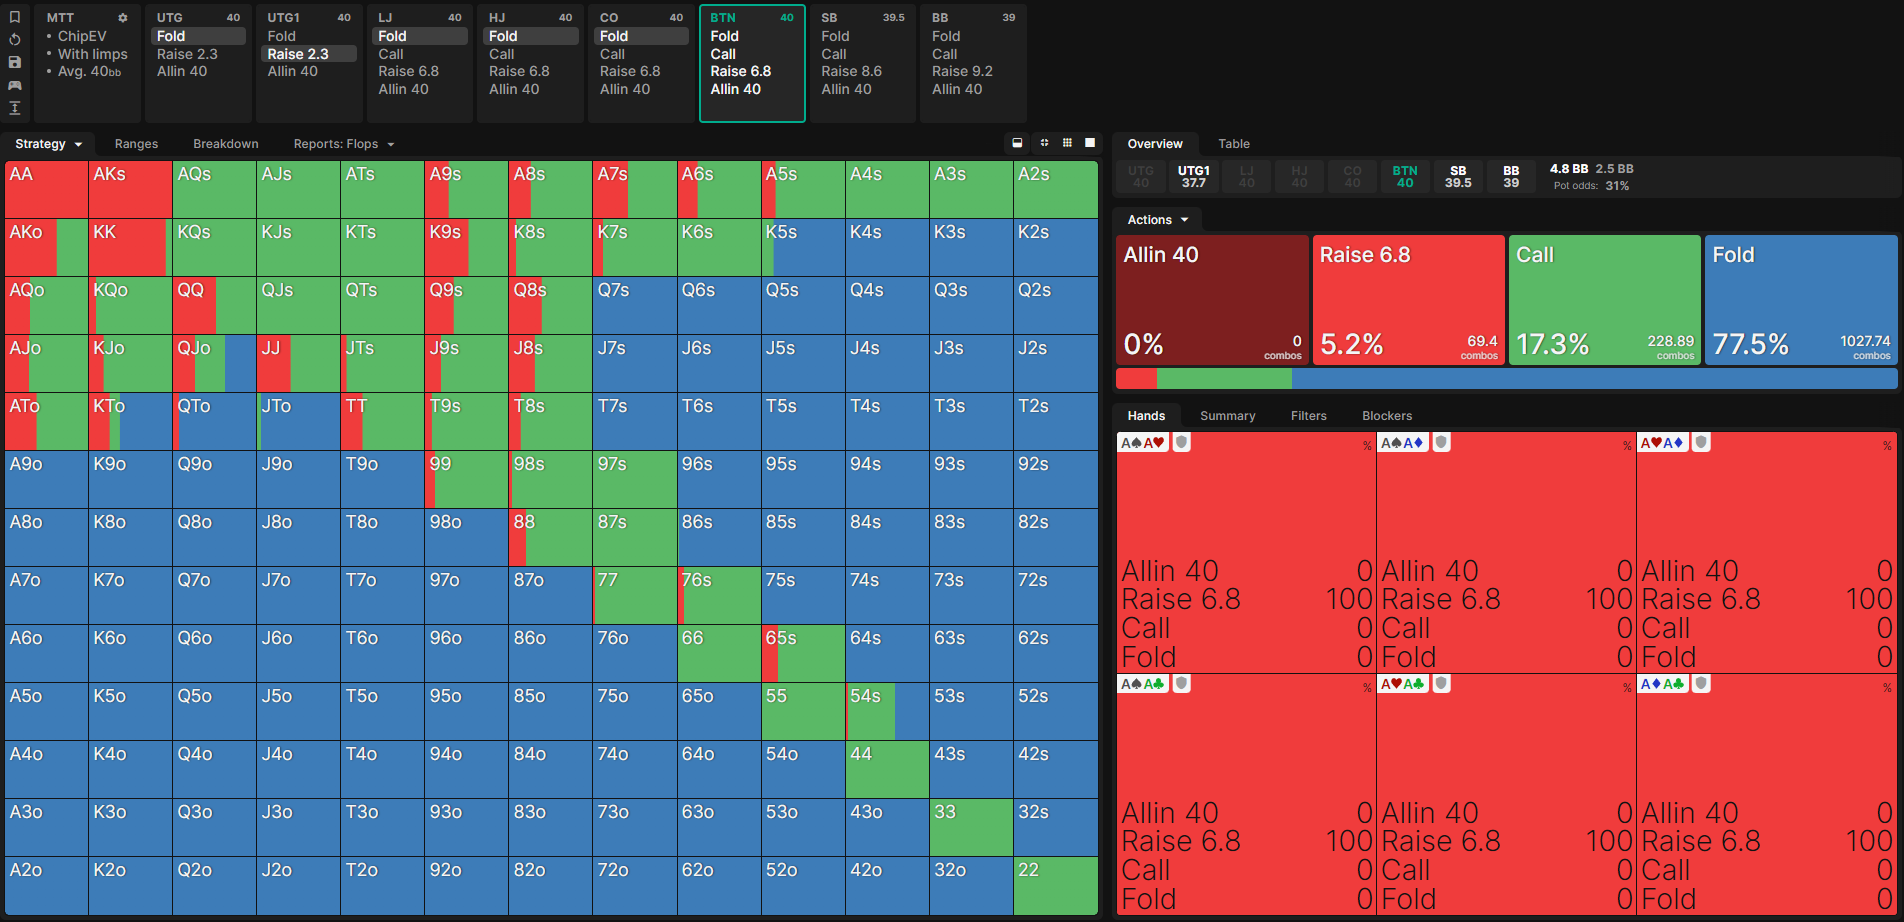 MTT
• ChipEV
• With limps
• Avg. 40bb
UTG 40
Fold
Raise 2.3
Allin 40
UTG1 40
Fold
Raise 2.3
Allin 40
LJ 40
Fold
Call
Raise 6.8
Allin 40
HJ 40
Fold
Call
Raise 6.8
Allin 40
CO 40
Fold
Call
Raise 6.8
Allin 40
BTN 40
Fold
Call
Raise 6.8
Allin 40
SB 39.5
Fold
Call
Raise 8.6
Allin 40
BB 39
Fold
Call
Raise 9.2
Allin 40
Strategy Ranges Breakdown Reports: Flops
AA AKs AQs AJs ATs A9s A8s A7s A6s A5s A4s A3s A2s
AKo KK KQs KJs KTs K9s K8s K7s K6s K5s K4s K3s K2s
AQo KQo QQ QJs QTs Q9s Q8s Q7s Q6s Q5s Q4s Q3s Q2s
AJo KJo QJo JJ JTs J9s J8s J7s J6s J5s J4s J3s J2s
ATo KTo QTo JTo TT T9s T8s T7s T6s T5s T4s T3s T2s
A9o K9o Q9o J9o T9o 99 98s 97s 96s 95s 94s 93s 92s
A8o K8o Q8o J8o T8o 98o 88 87s 86s 85s 84s 83s 82s
A7o K7o Q7o J7o T7o 97o 87o 77 76s 75s 74s 73s 72s
A6o K6o Q6o J6o T6o 96o 86o 76o 66 65s 64s 63s 62s
A5o K5o Q5o J5o T5o 95o 85o 75o 65o 55 54s 53s 52s
A4o K4o Q4o J4o T4o 94o 84o 74o 64o 54o 44 43s 42s
A3o K3o Q3o J3o T3o 93o 83o 73o 63o 53o 43o 33 32s
A2o K2o Q2o J2o T2o 92o 82o 72o 62o 52o 42o 32o 22
Overview Table
UTG UTG1 LJ HJ CO BTN SB BB 4.8 BB 2.5 BB
40 37.7 40 40 40 40 39.5 39 Pot odds: 31%
Actions
Allin 40 Raise 6.8 Call Fold
0% 0 combos 5.2% 69.4 combos 17.3% 228.89 combos 77.5% 1027.74 combos
Hands Summary Filters Blockers
A♠A♥ % A♠A♦ % A♥A♦ %
Allin 40 0 Allin 40 0 Allin 40 0
Raise 6.8 100 Raise 6.8 100 Raise 6.8 100
Call 0 Call 0 Call 0
Fold 0 Fold 0 Fold 0
A♠A♣ % A♥A♣ % A♦A♣ %
Allin 40 0 Allin 40 0 Allin 40 0
Raise 6.8 100 Raise 6.8 100 Raise 6.8 100
Call 0 Call 0 Call 0
Fold 0 Fold 0 Fold 0